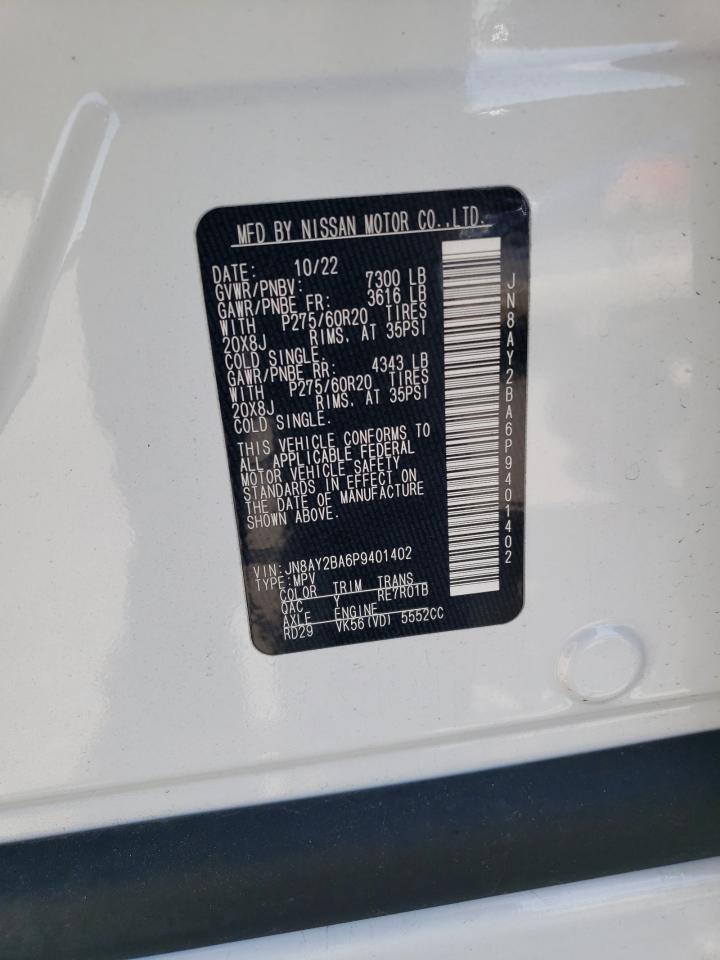 MFD BY NISSAN MOTOR CO.,LTD.
DATE: 10/22
GVWR/PNBV: 7300 LB
GAWR/PNBE FR: 3616 LB
WITH P275/60R20 TIRES
20X8J RIMS, AT 35PSI
COLD SINGLE.
GAWR/PNBE RR: 4343 LB
WITH P275/60R20 TIRES
20X8J RIMS, AT 35PSI
COLD SINGLE.
THIS VEHICLE CONFORMS TO
ALL APPLICABLE FEDERAL
MOTOR VEHICLE SAFETY
STANDARDS IN EFFECT ON
THE DATE OF MANUFACTURE
SHOWN ABOVE.
VIN:JN8AY2BA6P9401402
TYPE:MPV
COLOR TRIM TRANS
QAC Y RE7R01B
AXLE ENGINE
RD29 VK56(VD) 5552CC
JN8AY2BA6P9401402